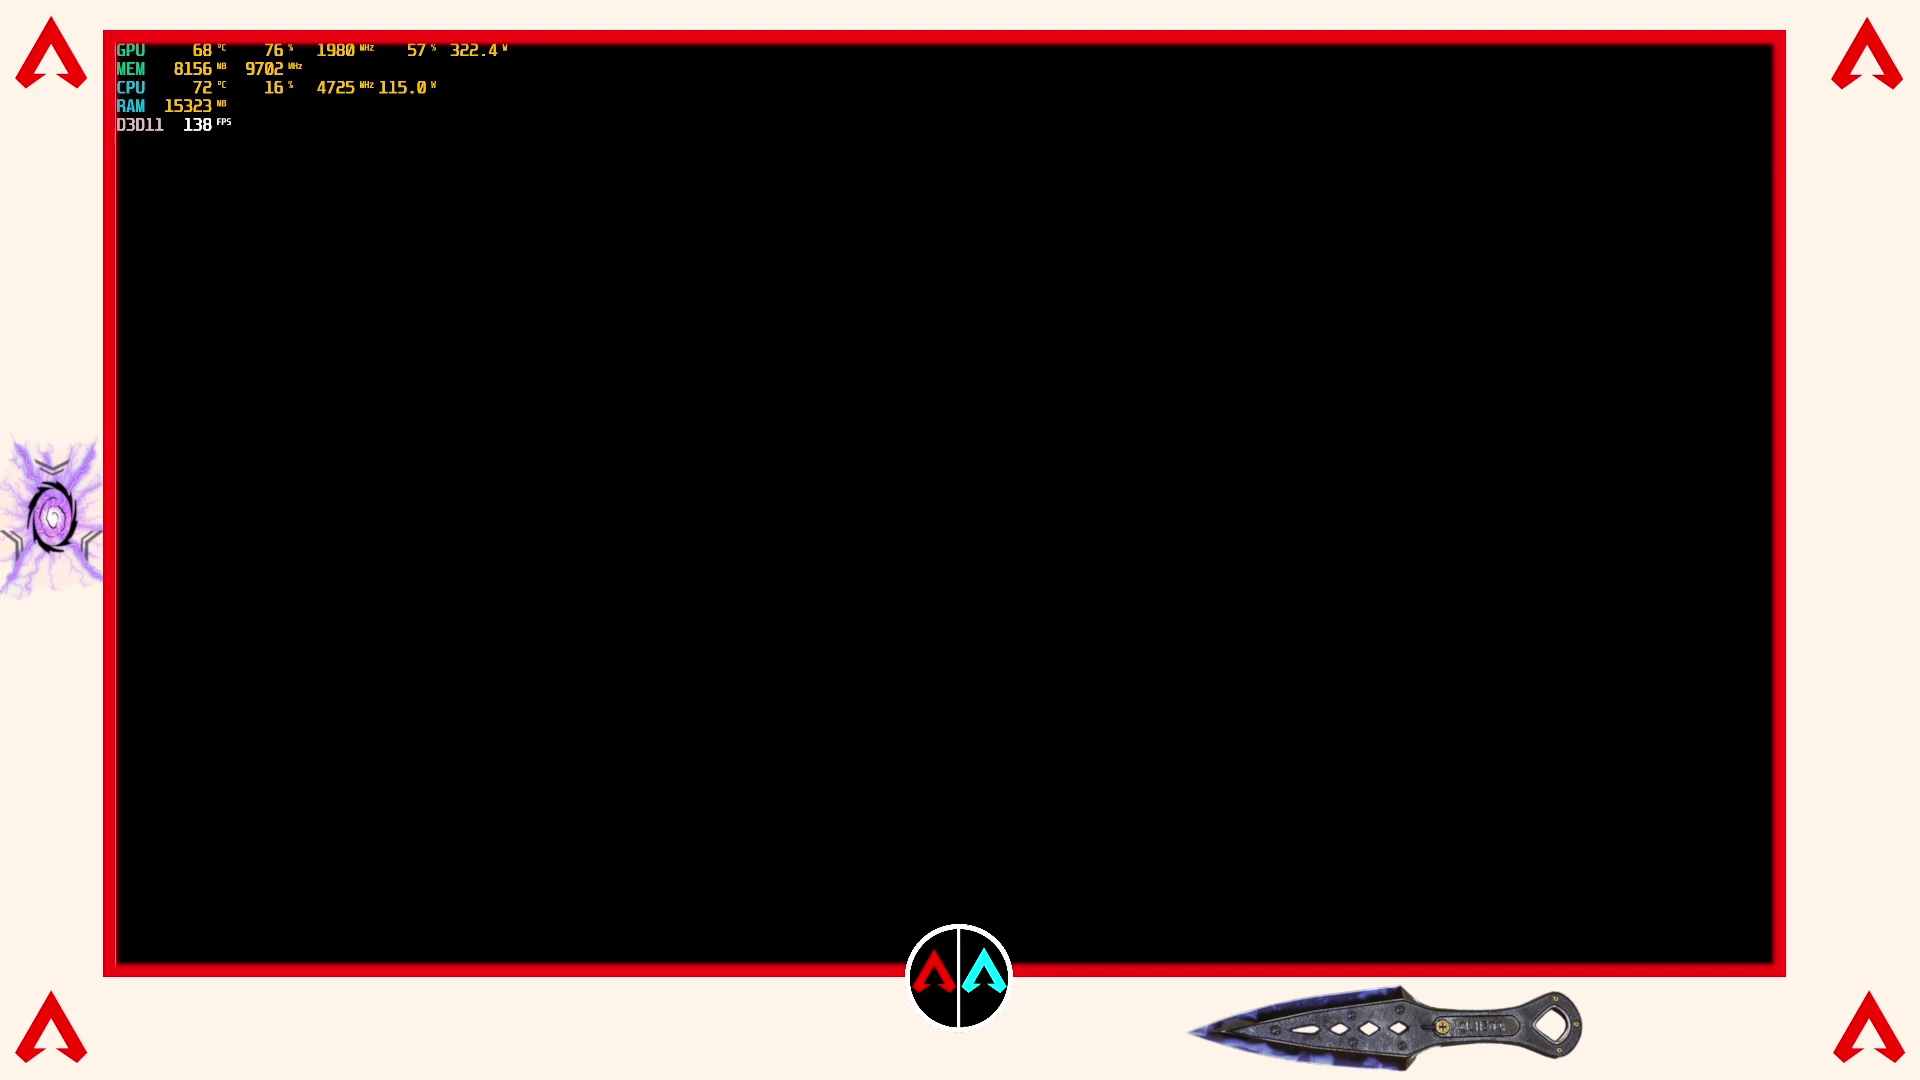 GPU 68 °C 76 % 1980 MHz 57 % 322.4 W
MEM 8156 MB 9702 MHz
CPU 72 °C 16 % 4725 MHz 115.0 W
RAM 15323 MB
D3D11 138 FPS